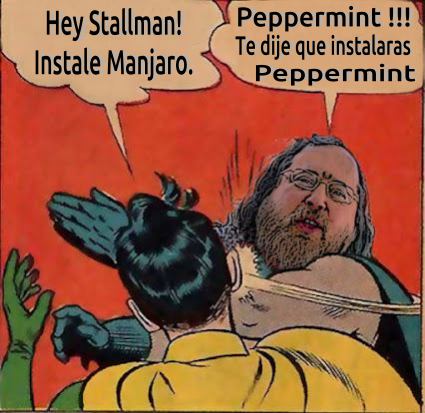 Hey Stallman!
Instale Manjaro.
Peppermint !!!
Te dije que instalaras
Peppermint